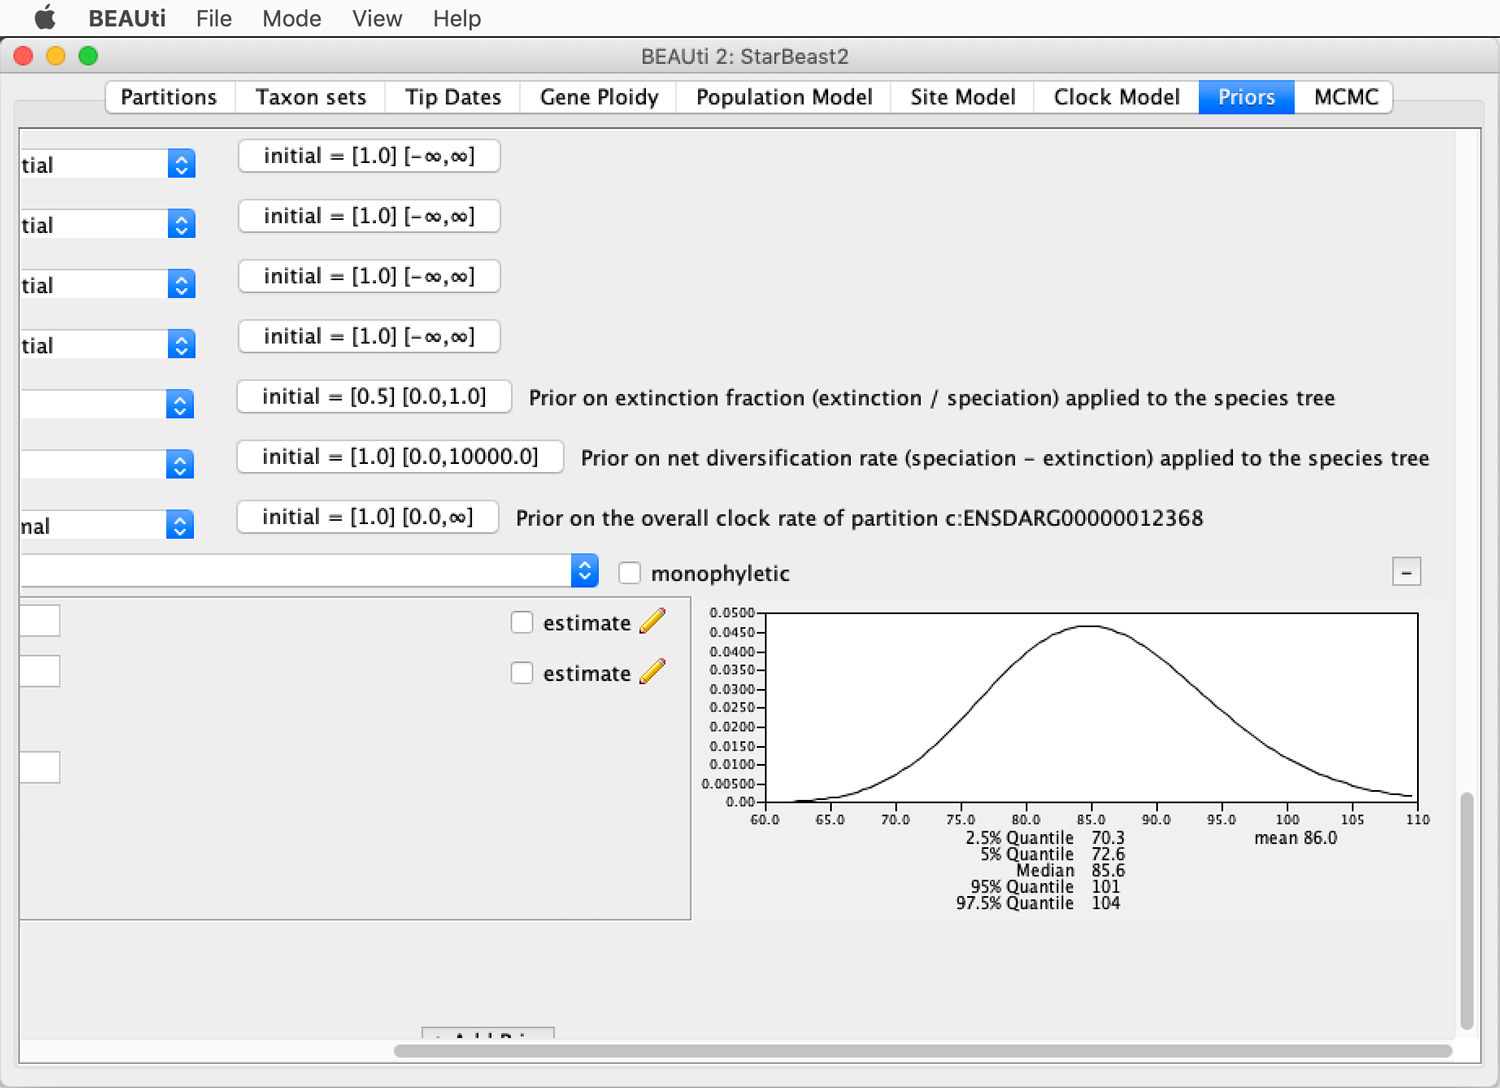 BEAUti File Mode View Help
BEAUti 2: StarBeast2
Partitions Taxon sets Tip Dates Gene Ploidy Population Model Site Model Clock Model Priors MCMC
tial initial = [1.0] [-∞,∞]
tial initial = [1.0] [-∞,∞]
tial initial = [1.0] [-∞,∞]
tial initial = [1.0] [-∞,∞]
initial = [0.5] [0.0,1.0] Prior on extinction fraction (extinction / speciation) applied to the species tree
initial = [1.0] [0.0,10000.0] Prior on net diversification rate (speciation - extinction) applied to the species tree
mal initial = [1.0] [0.0,∞] Prior on the overall clock rate of partition c:ENSDARG00000012368
monophyletic -
estimate
estimate
0.0500
0.0450
0.0400
0.0350
0.0300
0.0250
0.0200
0.0150
0.0100
0.00500
0.00
60.0 65.0 70.0 75.0 80.0 85.0 90.0 95.0 100 105 110
2.5% Quantile 70.3 mean 86.0
5% Quantile 72.6
Median 85.6
95% Quantile 101
97.5% Quantile 104